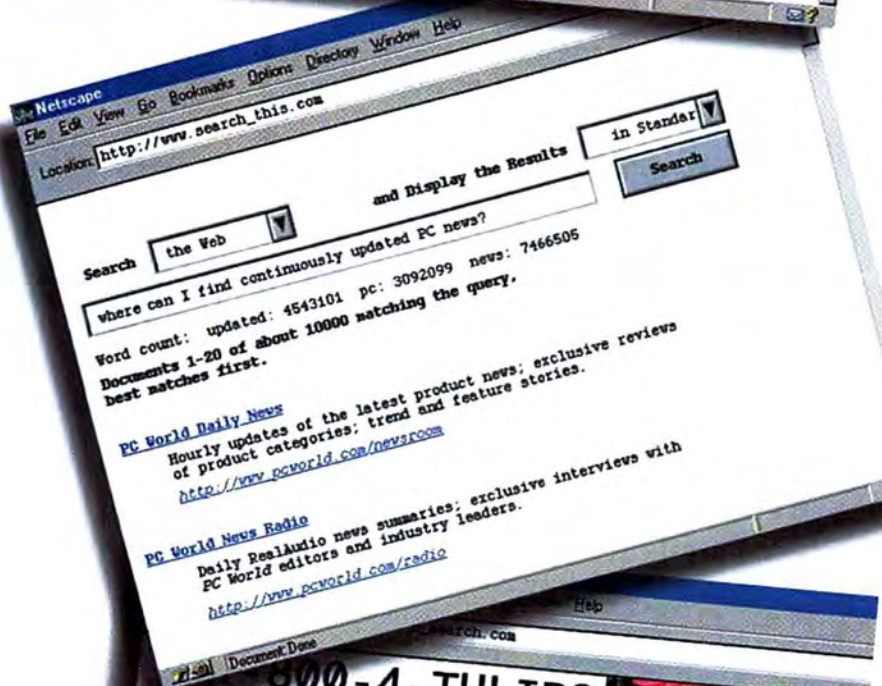 Netscape
File Edit View Go Bookmarks Options Directory Window Help
Location: http://www.search_this.com
Search the Web and Display the Results in Standar
where can I find continuously updated PC news? Search
Word count: updated: 4543101 pc: 3092099 news: 7466505
Documents 1-20 of about 10000 matching the query,
best matches first.
PC World Daily News
Hourly updates of the latest product news; exclusive reviews
of product categories; trend and feature stories.
http://www.pcworld.com/newsroom
PC World News Radio
Daily RealAudio news summaries; exclusive interviews with
PC World editors and industry leaders.
http://www.pcworld.com/radio
Document: Done
Help
search.com
800-4-TULIPS